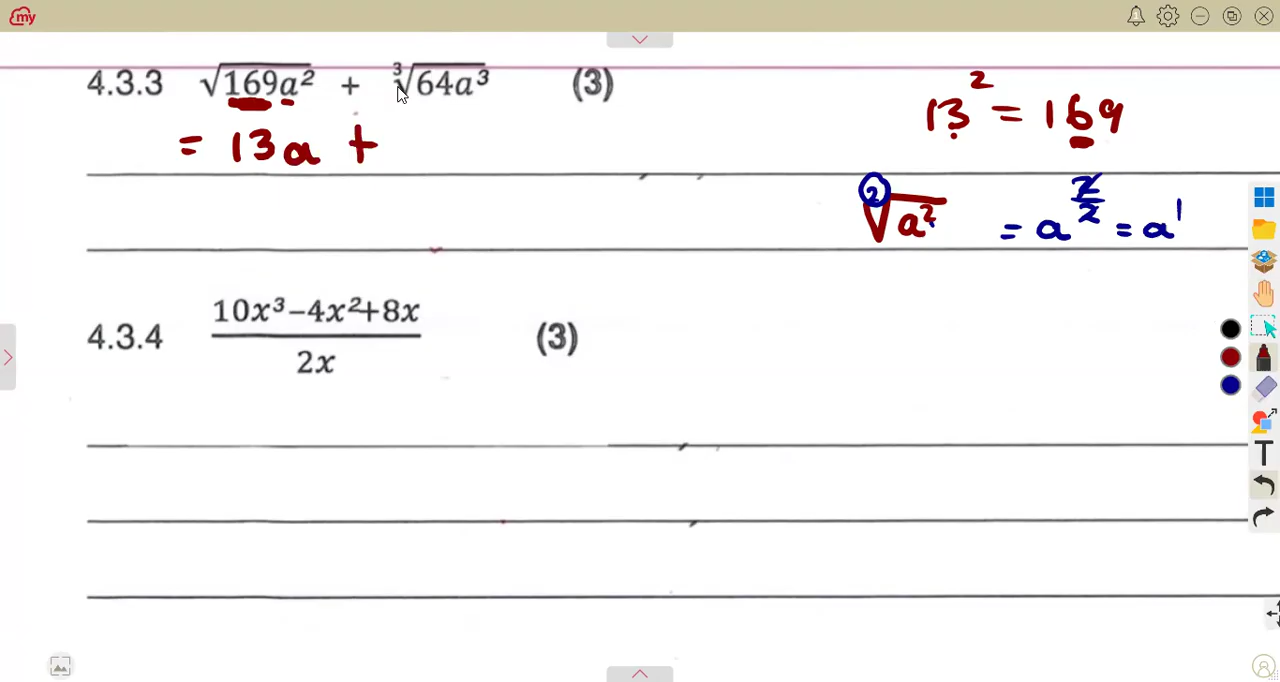 my
4.3.3 √169a² + ∛64a³ (3)
13² = 169
= 13a +
²√a² = a^(2/2) = a¹
4.3.4 (10x³−4x²+8x)/(2x) (3)
T